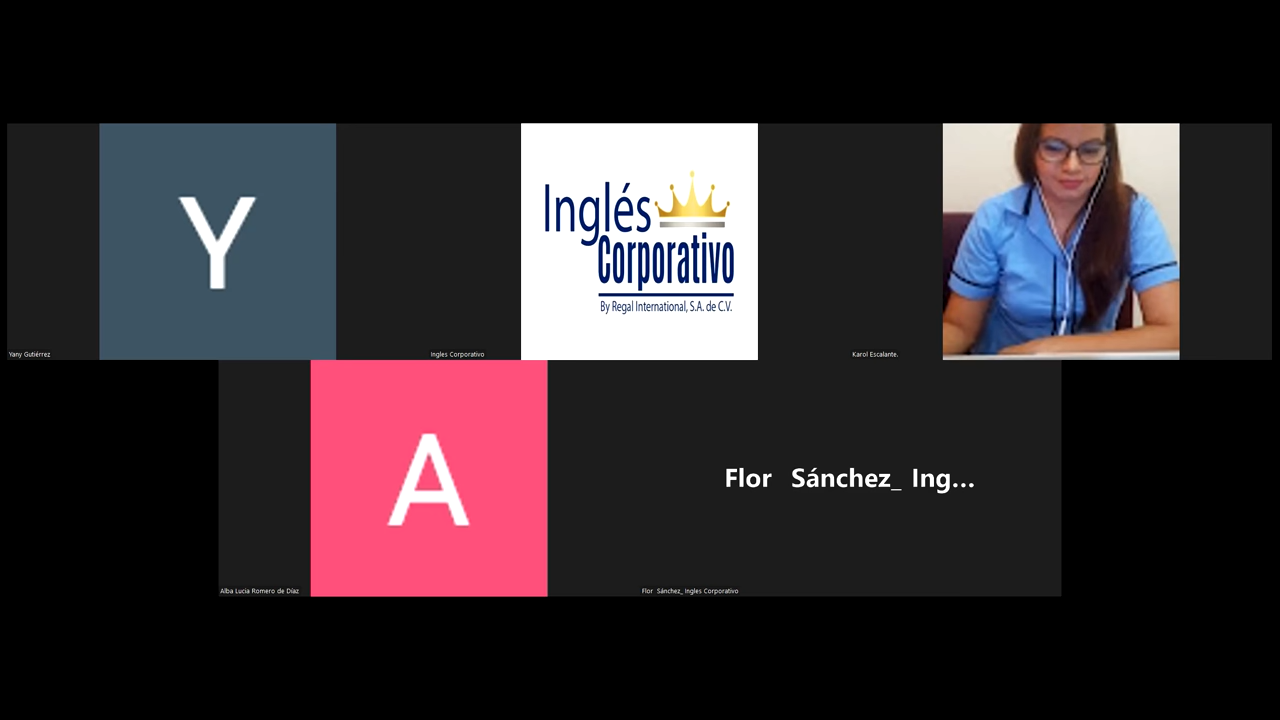 Y
Yany Gutiérrez
Inglés
Corporativo
By Regal International, S.A. de C.V.
Ingles Corporativo
Karol Escalante.
A
Alba Lucia Romero de Díaz
Flor Sánchez_ Ing...
Flor Sánchez_ Ingles Corporativo